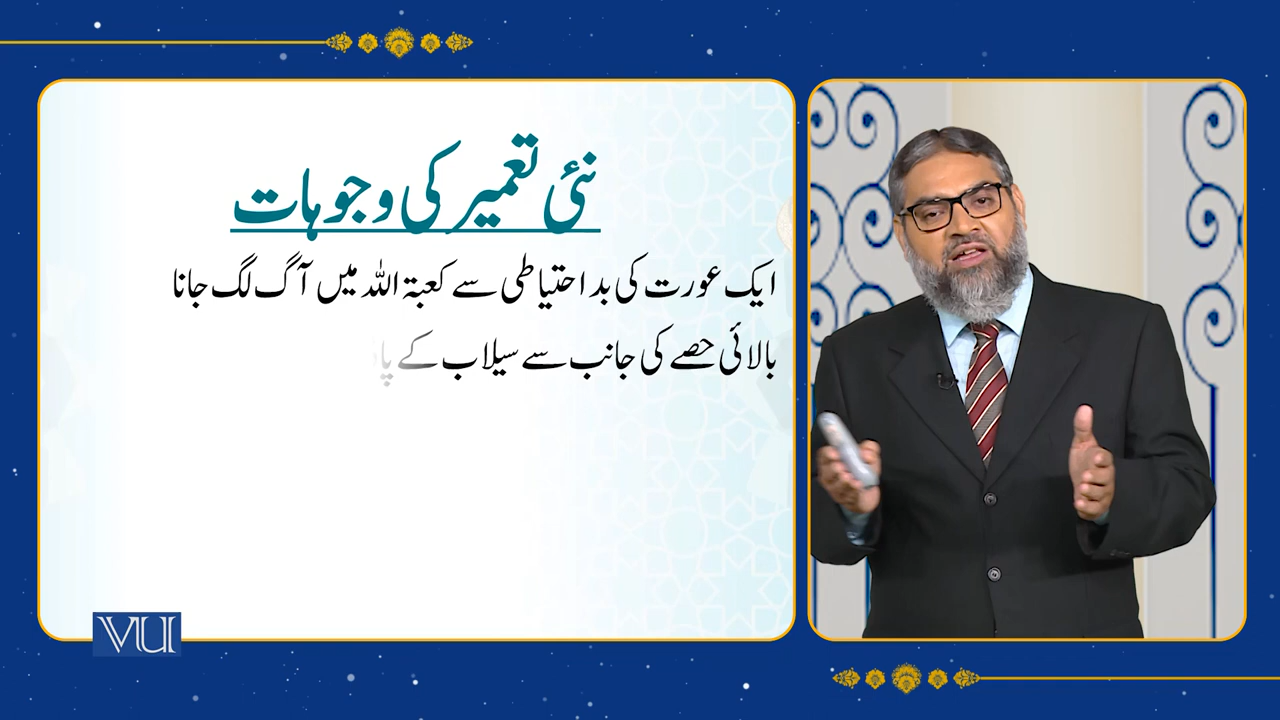 نئی تعمیر کی وجوہات
ایک عورت کی بد احتیاطی سے کعبۃ اللہ میں آگ لگ جانا
بالائی حصے کی جانب سے سیلاب کے
VU